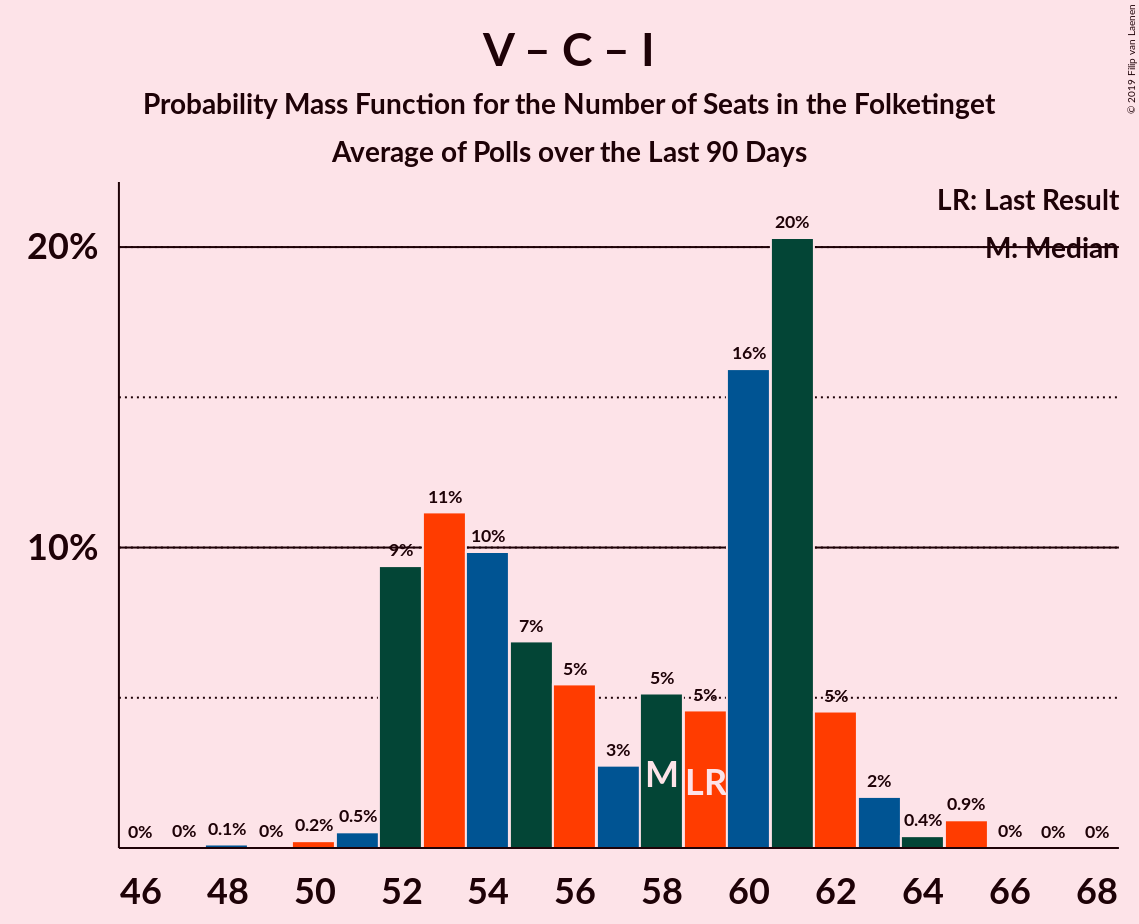 V – C – I
Probability Mass Function for the Number of Seats in the Folketinget
Average of Polls over the Last 90 Days
© 2019 Filip van Laenen
LR: Last Result
M: Median
20%
10%
0% 0% 0.1% 0% 0.2% 0.5% 9% 11% 10% 7% 5% 3% 5% 5% 16% 20% 5% 2% 0.4% 0.9% 0% 0% 0%
M LR
46 48 50 52 54 56 58 60 62 64 66 68